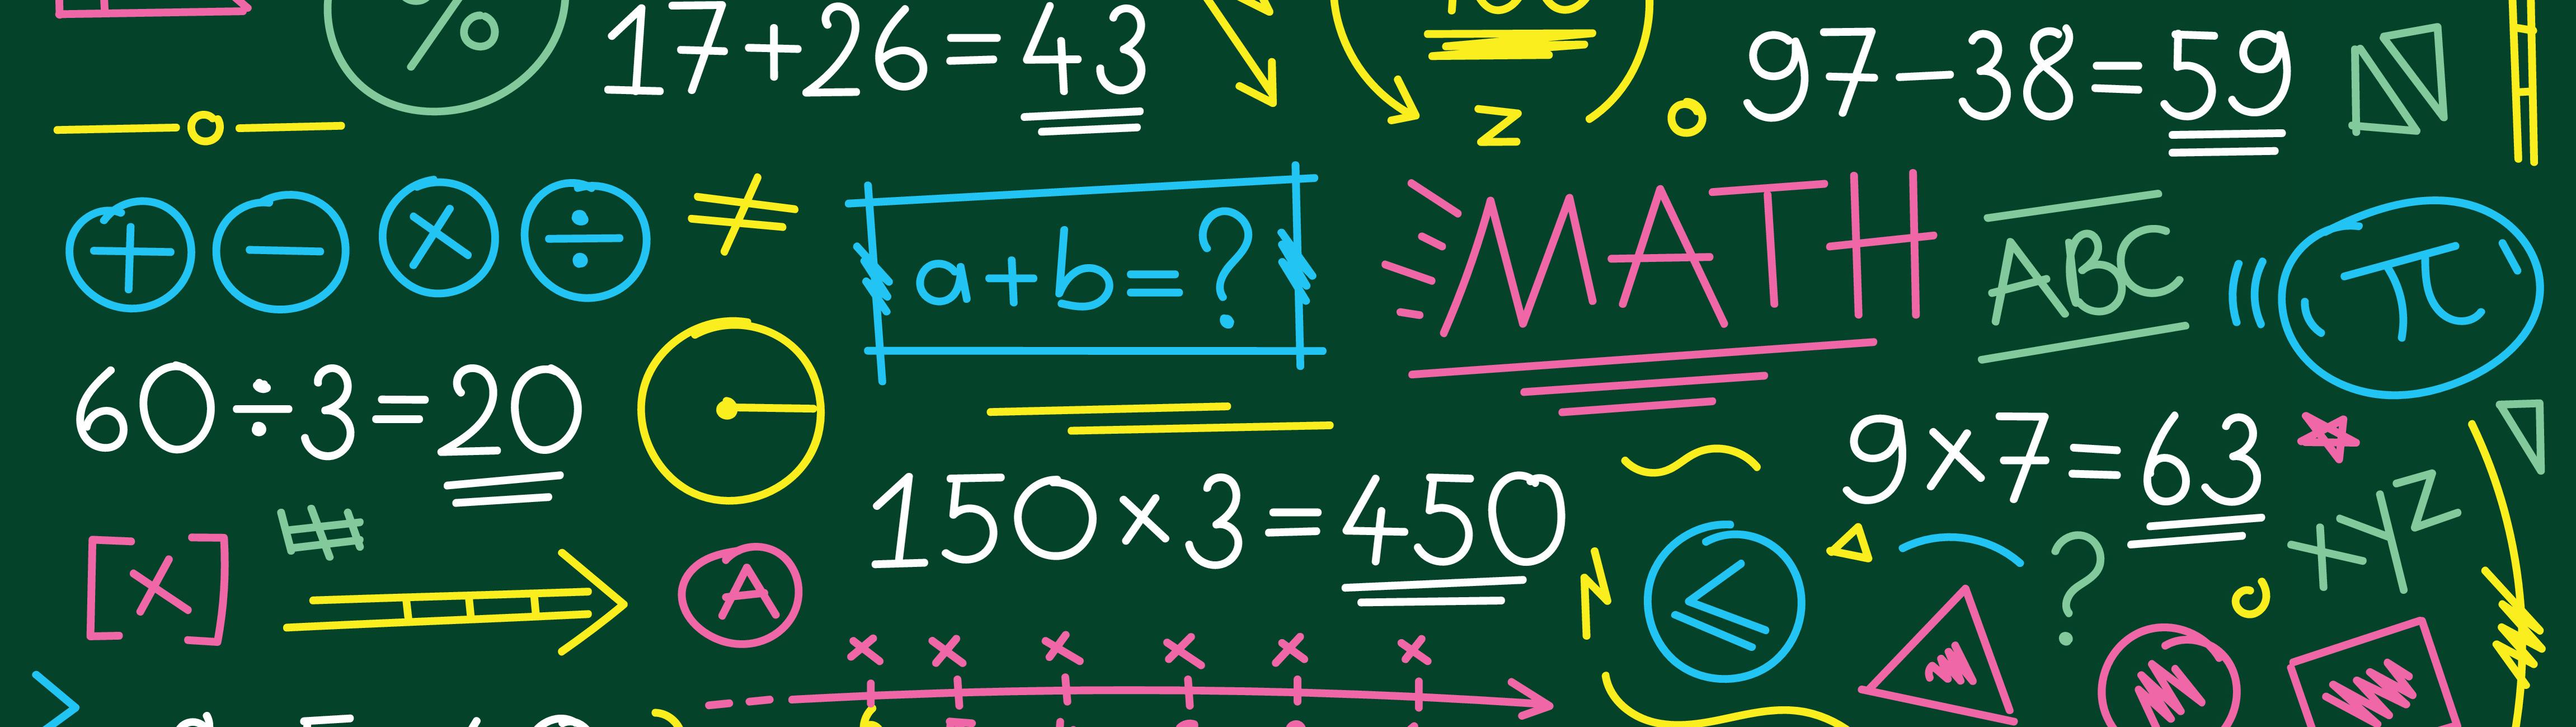 %
17+26=43
97-38=59
z
+ - × ÷ ≠
a+b=?
MATH
ABC
π
60÷3=20
150×3=450
9×7=63
#
[x]
A
≤
?
xyz
x x x x x x